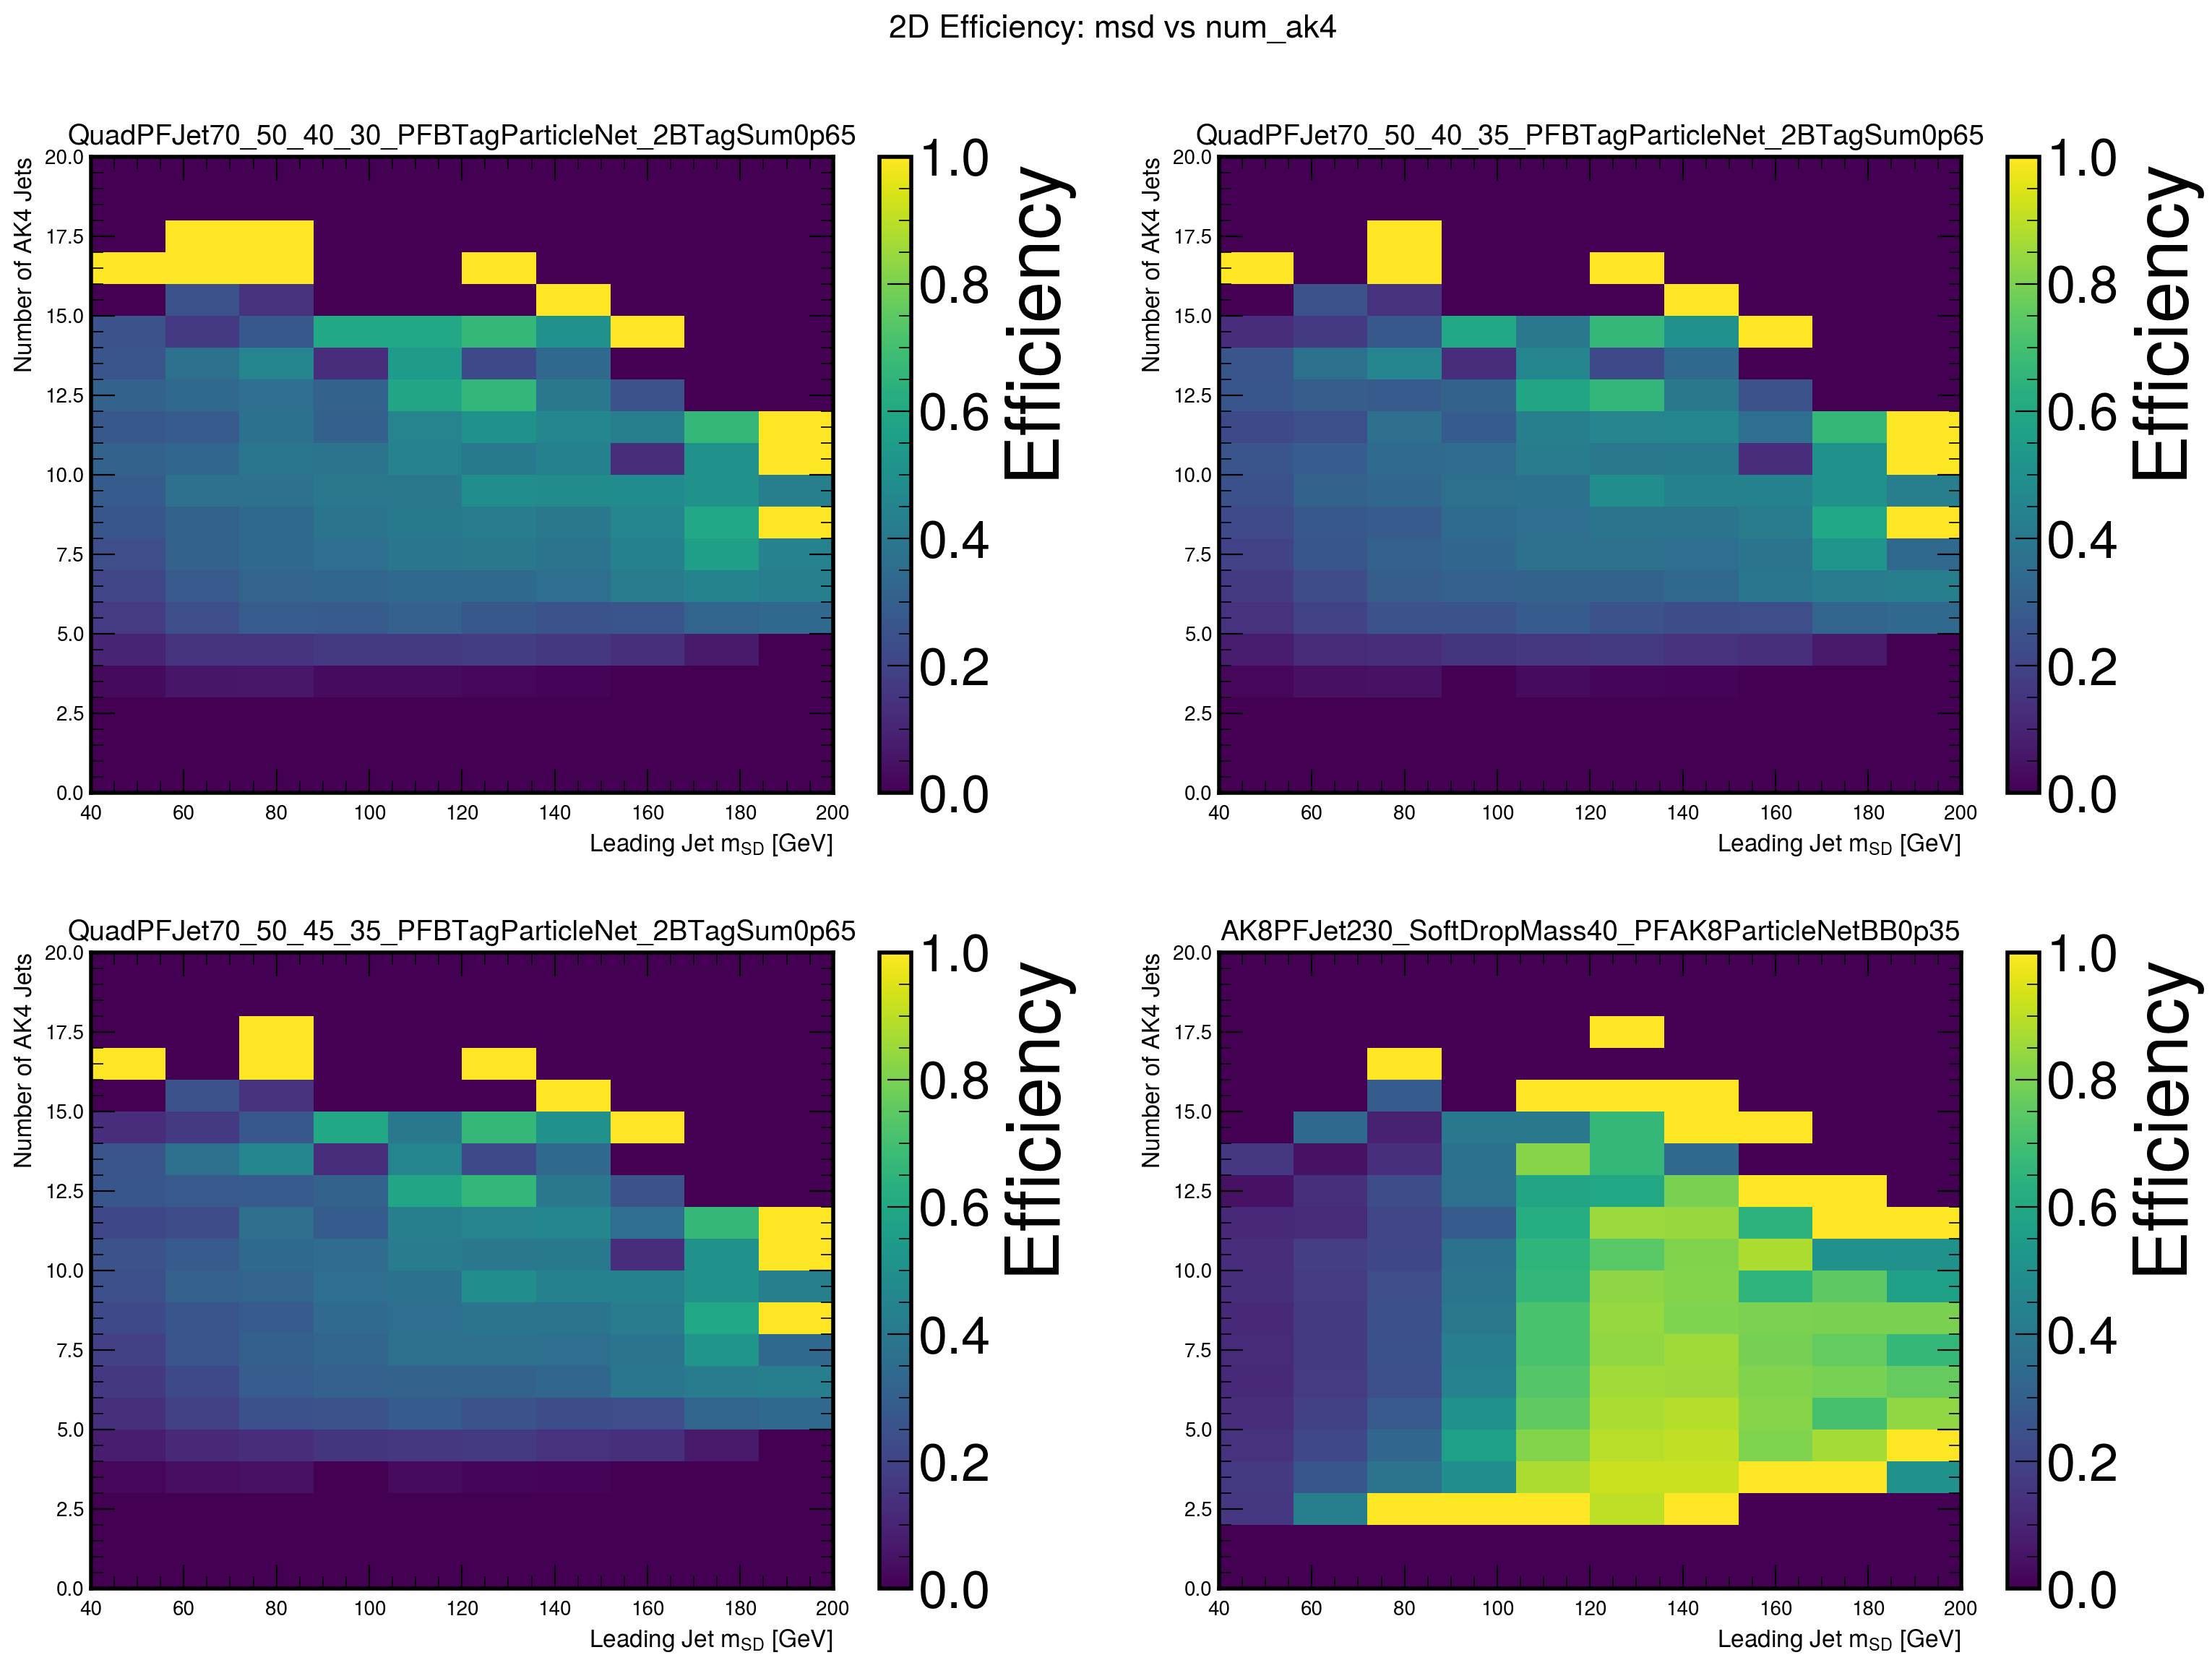 2D Efficiency: msd vs num_ak4
QuadPFJet70_50_40_30_PFBTagParticleNet_2BTagSum0p65
Number of AK4 Jets
20.0
17.5
15.0
12.5
10.0
7.5
5.0
2.5
0.0
40 60 80 100 120 140 160 180 200
Leading Jet mSD [GeV]
1.0
0.8
0.6
0.4
0.2
0.0
Efficiency
QuadPFJet70_50_40_35_PFBTagParticleNet_2BTagSum0p65
Number of AK4 Jets
20.0
17.5
15.0
12.5
10.0
7.5
5.0
2.5
0.0
40 60 80 100 120 140 160 180 200
Leading Jet mSD [GeV]
1.0
0.8
0.6
0.4
0.2
0.0
Efficiency
QuadPFJet70_50_45_35_PFBTagParticleNet_2BTagSum0p65
Number of AK4 Jets
20.0
17.5
15.0
12.5
10.0
7.5
5.0
2.5
0.0
40 60 80 100 120 140 160 180 200
Leading Jet mSD [GeV]
1.0
0.8
0.6
0.4
0.2
0.0
Efficiency
AK8PFJet230_SoftDropMass40_PFAK8ParticleNetBB0p35
Number of AK4 Jets
20.0
17.5
15.0
12.5
10.0
7.5
5.0
2.5
0.0
40 60 80 100 120 140 160 180 200
Leading Jet mSD [GeV]
1.0
0.8
0.6
0.4
0.2
0.0
Efficiency